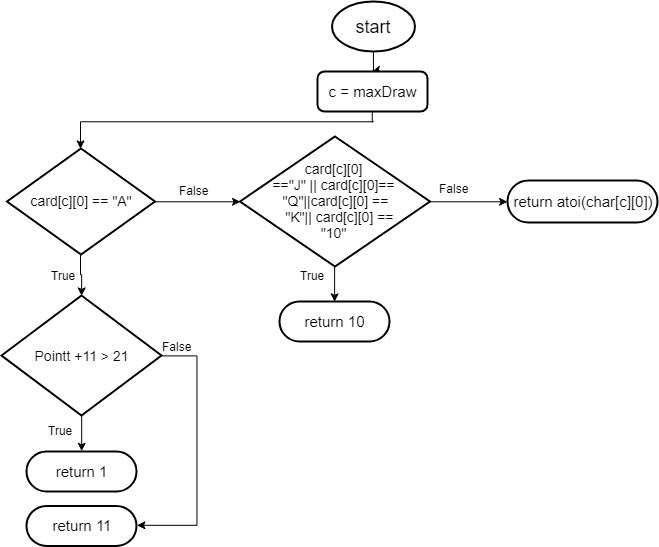 start
c = maxDraw
card[c][0] == "A"
False
card[c][0]
=="J" || card[c][0]==
"Q"||card[c][0] ==
"K"|| card[c][0] ==
"10"
False
return atoi(char[c][0])
True
True
return 10
Pointt +11 > 21
False
True
return 1
return 11